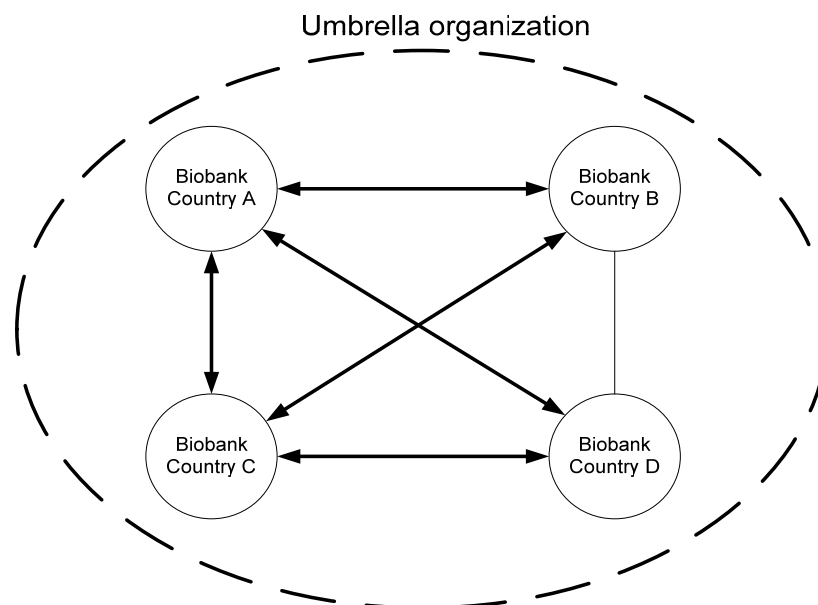 Umbrella organization
Biobank
Country A
Biobank
Country B
Biobank
Country C
Biobank
Country D